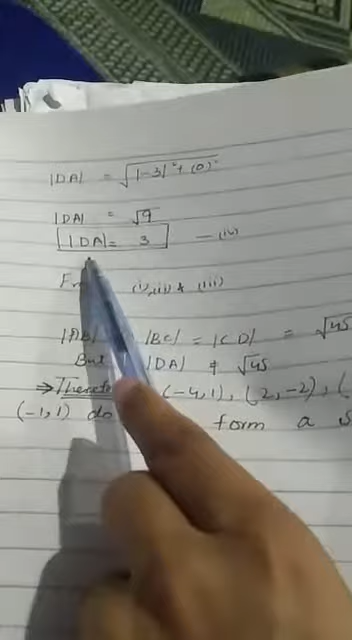 |DA| = √|-3|² + (0)²
|DA| = √9
|DA| = 3 — (iv)
(i), (ii) & (iii)
|BC| = |CD| = √45
But |DA| ≠ √45
⇒ (-4,1), (2,-2), (
(-1,1) do form a S